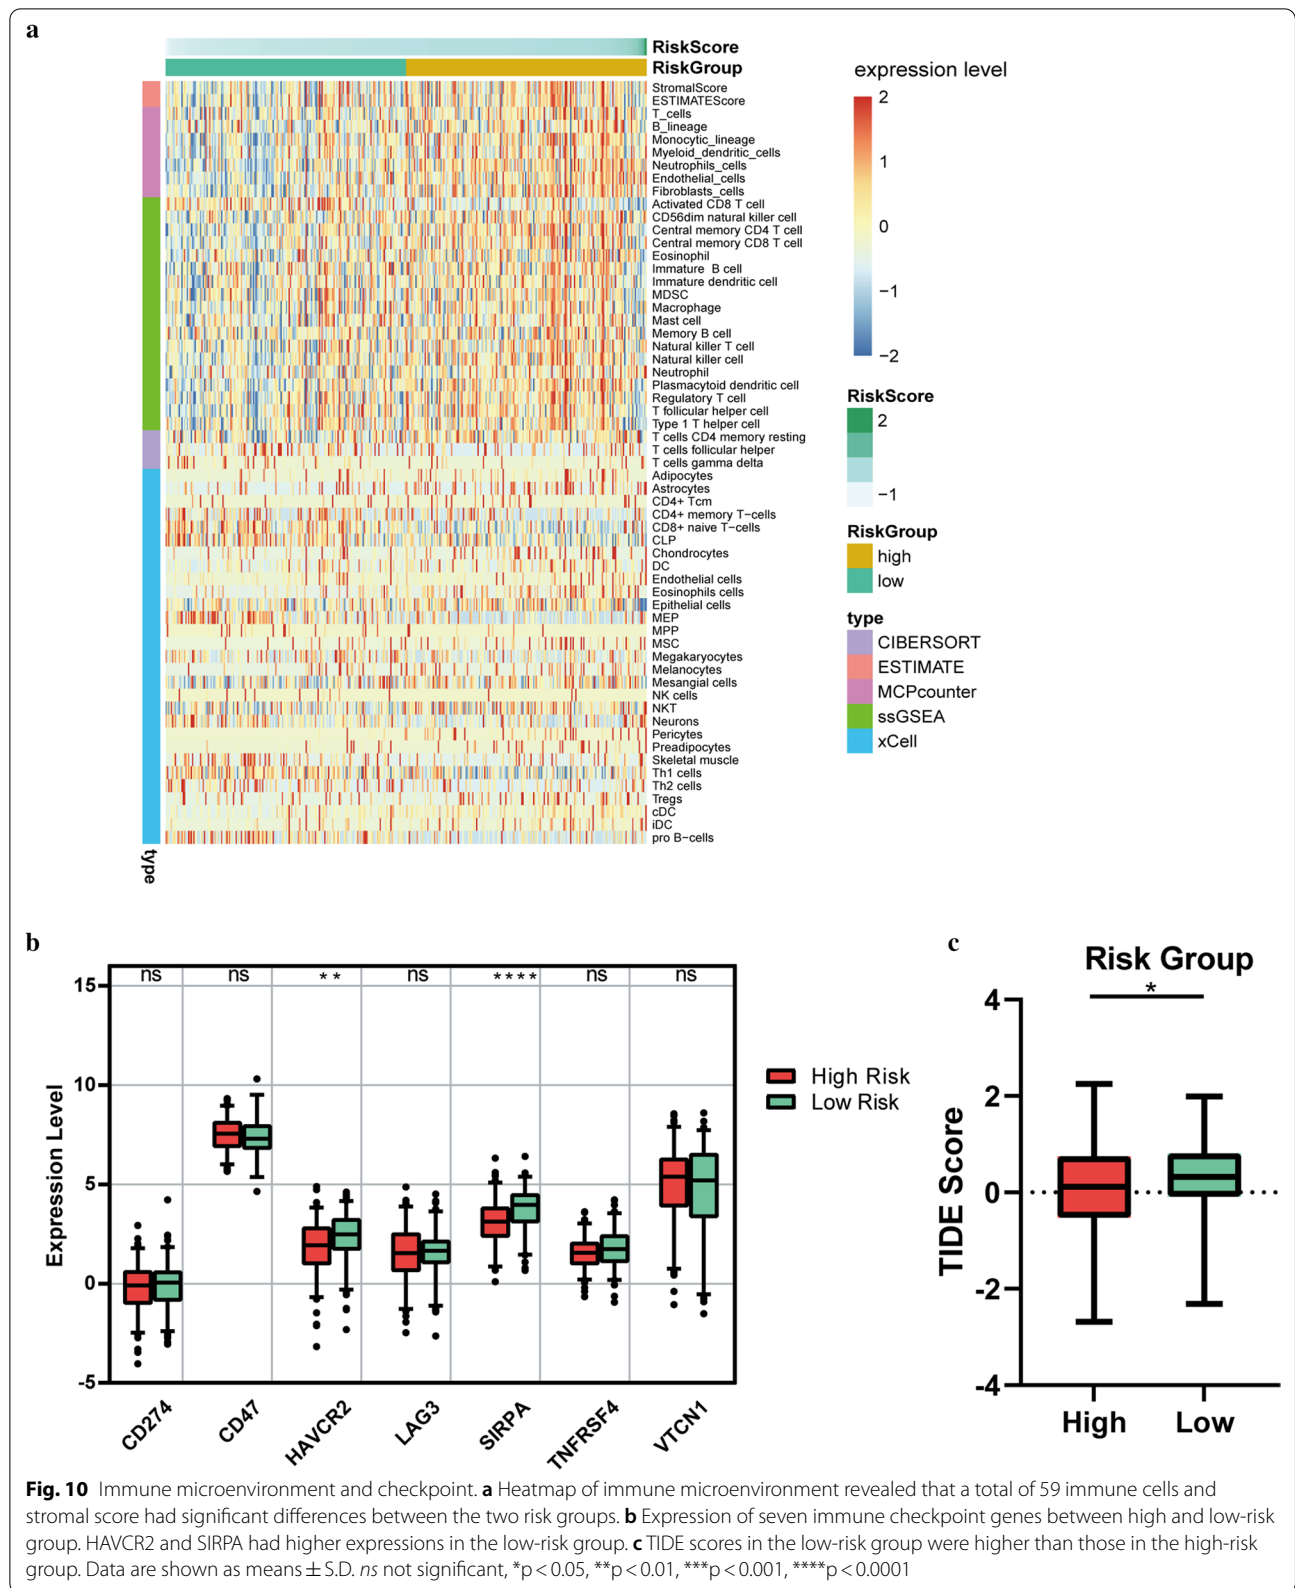 a
RiskScore
RiskGroup
StromalScore
ESTIMATEScore
T_cells
B_lineage
Monocytic_lineage
Myeloid_dendritic_cells
Neutrophils_cells
Endothelial_cells
Fibroblasts_cells
Activated CD8 T cell
CD56dim natural killer cell
Central memory CD4 T cell
Central memory CD8 T cell
Eosinophil
Immature  B cell
Immature dendritic cell
MDSC
Macrophage
Mast cell
Memory B cell
Natural killer T cell
Natural killer cell
Neutrophil
Plasmacytoid dendritic cell
Regulatory T cell
T follicular helper cell
Type 1 T helper cell
T cells CD4 memory resting
T cells follicular helper
T cells gamma delta
Adipocytes
Astrocytes
CD4+ Tcm
CD4+ memory T−cells
CD8+ naive T−cells
CLP
Chondrocytes
DC
Endothelial cells
Eosinophils cells
Epithelial cells
MEP
MPP
MSC
Megakaryocytes
Melanocytes
Mesangial cells
NK cells
NKT
Neurons
Pericytes
Preadipocytes
Skeletal muscle
Th1 cells
Th2 cells
Tregs
cDC
iDC
pro B−cells
type
expression level
2
1
0
−1
−2
RiskScore
2
−1
RiskGroup
high
low
type
CIBERSORT
ESTIMATE
MCPcounter
ssGSEA
xCell
b
ns ns ** ns **** ns ns
15
10
5
0
-5
Expression Level
CD274 CD47 HAVCR2 LAG3 SIRPA TNFRSF4 VTCN1
High Risk
Low Risk
c
Risk Group
*
4
2
0
-2
-4
TIDE Score
High Low
Fig. 10 Immune microenvironment and checkpoint. a Heatmap of immune microenvironment revealed that a total of 59 immune cells and
stromal score had significant differences between the two risk groups. b Expression of seven immune checkpoint genes between high and low-risk
group. HAVCR2 and SIRPA had higher expressions in the low-risk group. c TIDE scores in the low-risk group were higher than those in the high-risk
group. Data are shown as means ± S.D. ns not significant, *p < 0.05, **p < 0.01, ***p < 0.001, ****p < 0.0001